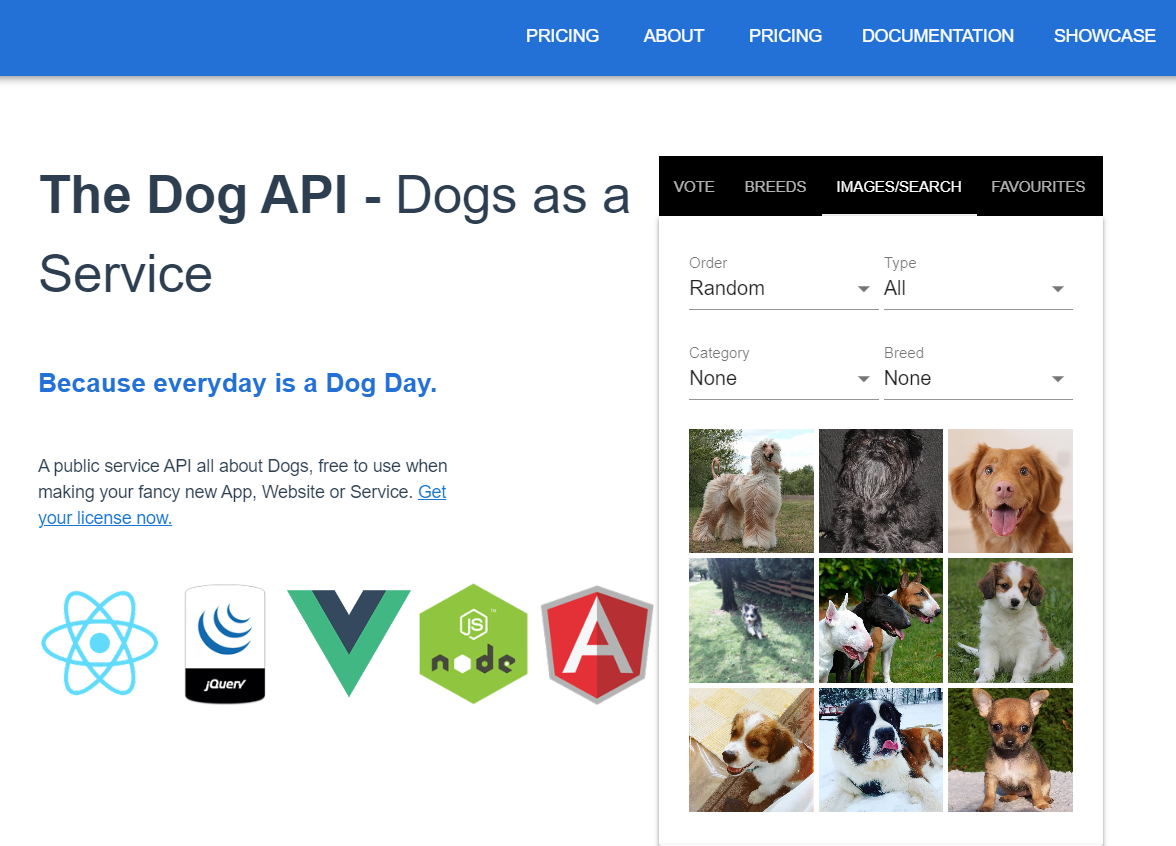 PRICING ABOUT PRICING DOCUMENTATION SHOWCASE
The Dog API - Dogs as a
Service
Because everyday is a Dog Day.
A public service API all about Dogs, free to use when
making your fancy new App, Website or Service. Get
your license now.
jQuery
JS ™
node
A
VOTE BREEDS IMAGES/SEARCH FAVOURITES
Order Type
Random All
Category Breed
None None